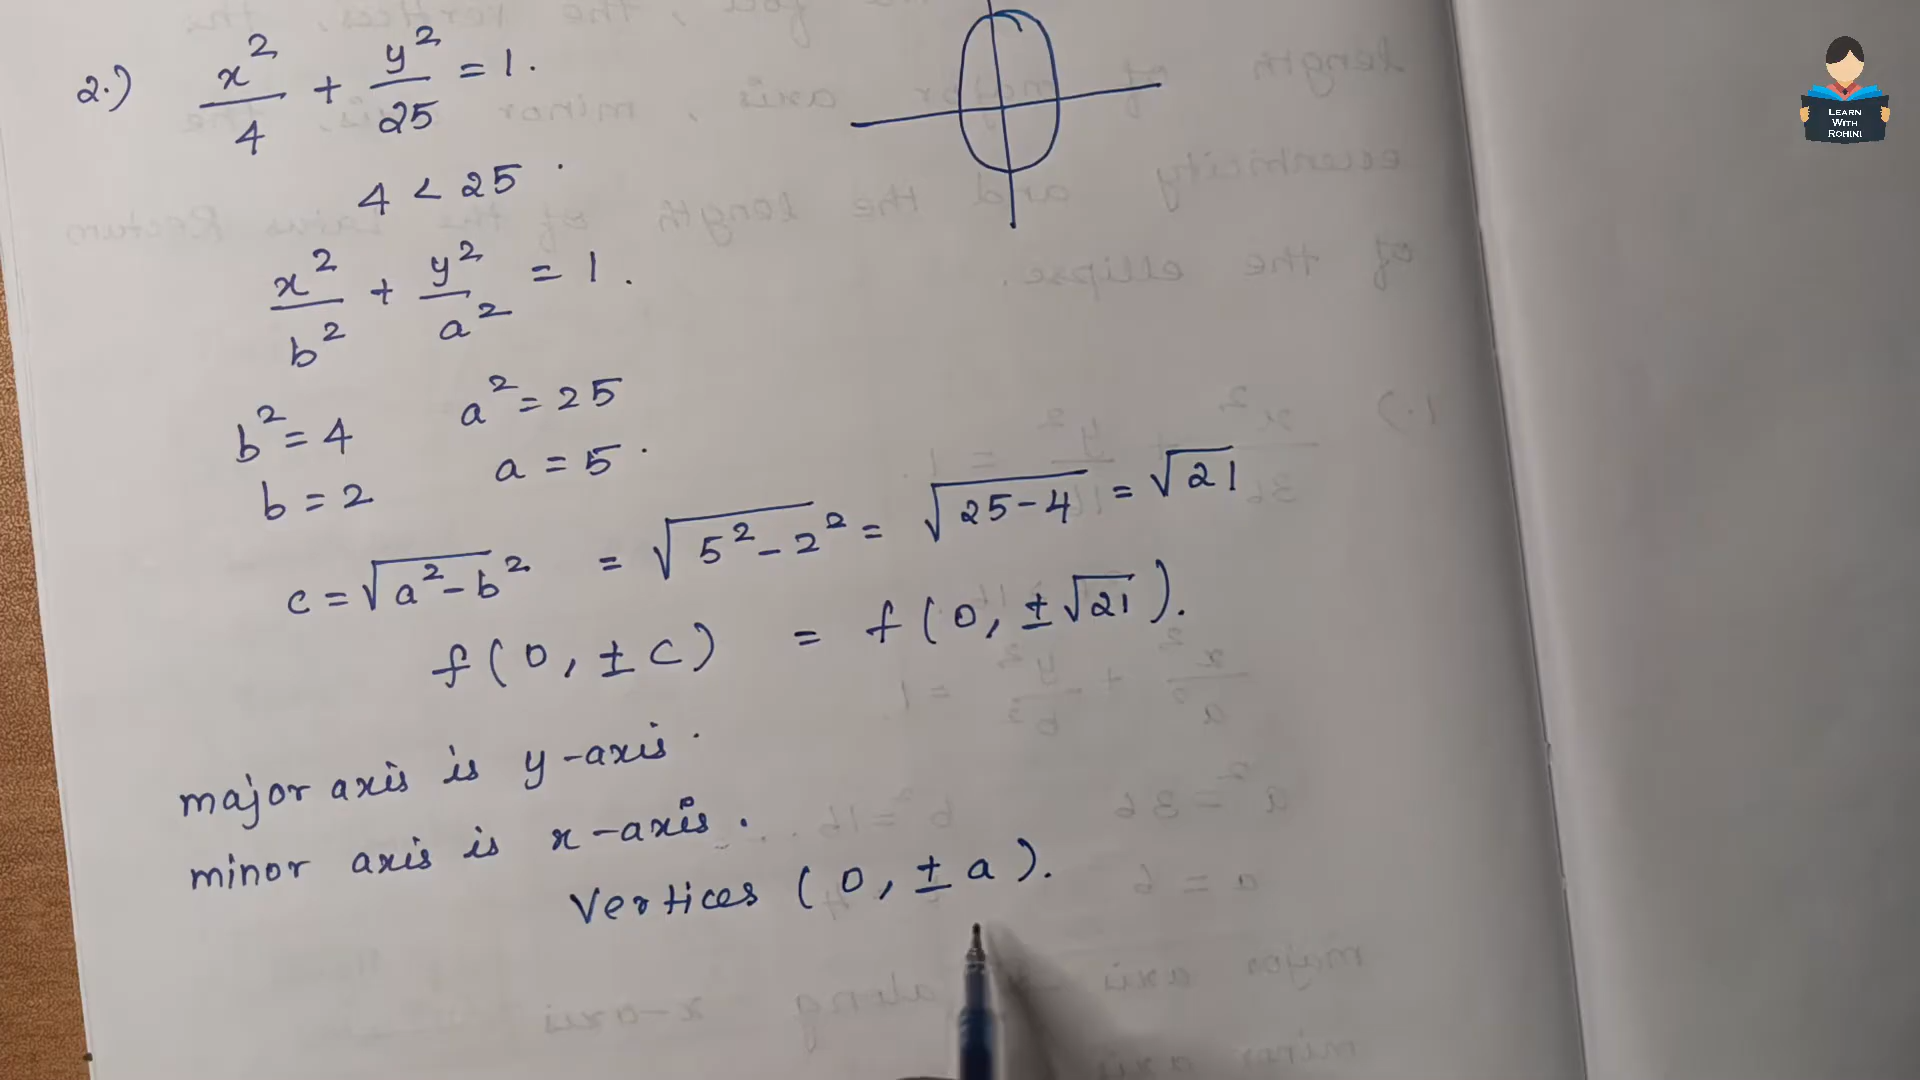 2.) x²/4 + y²/25 = 1.
4 < 25
x²/b² + y²/a² = 1.
b² = 4 a² = 25
b = 2 a = 5.
c = √a²-b² = √5²-2² = √25-4 = √21
f(0, ±c) = f(0, ±√21).
major axis is y-axis.
minor axis is x-axis.
Vertices (0, ±a).
LEARN
WITH
ROHINI